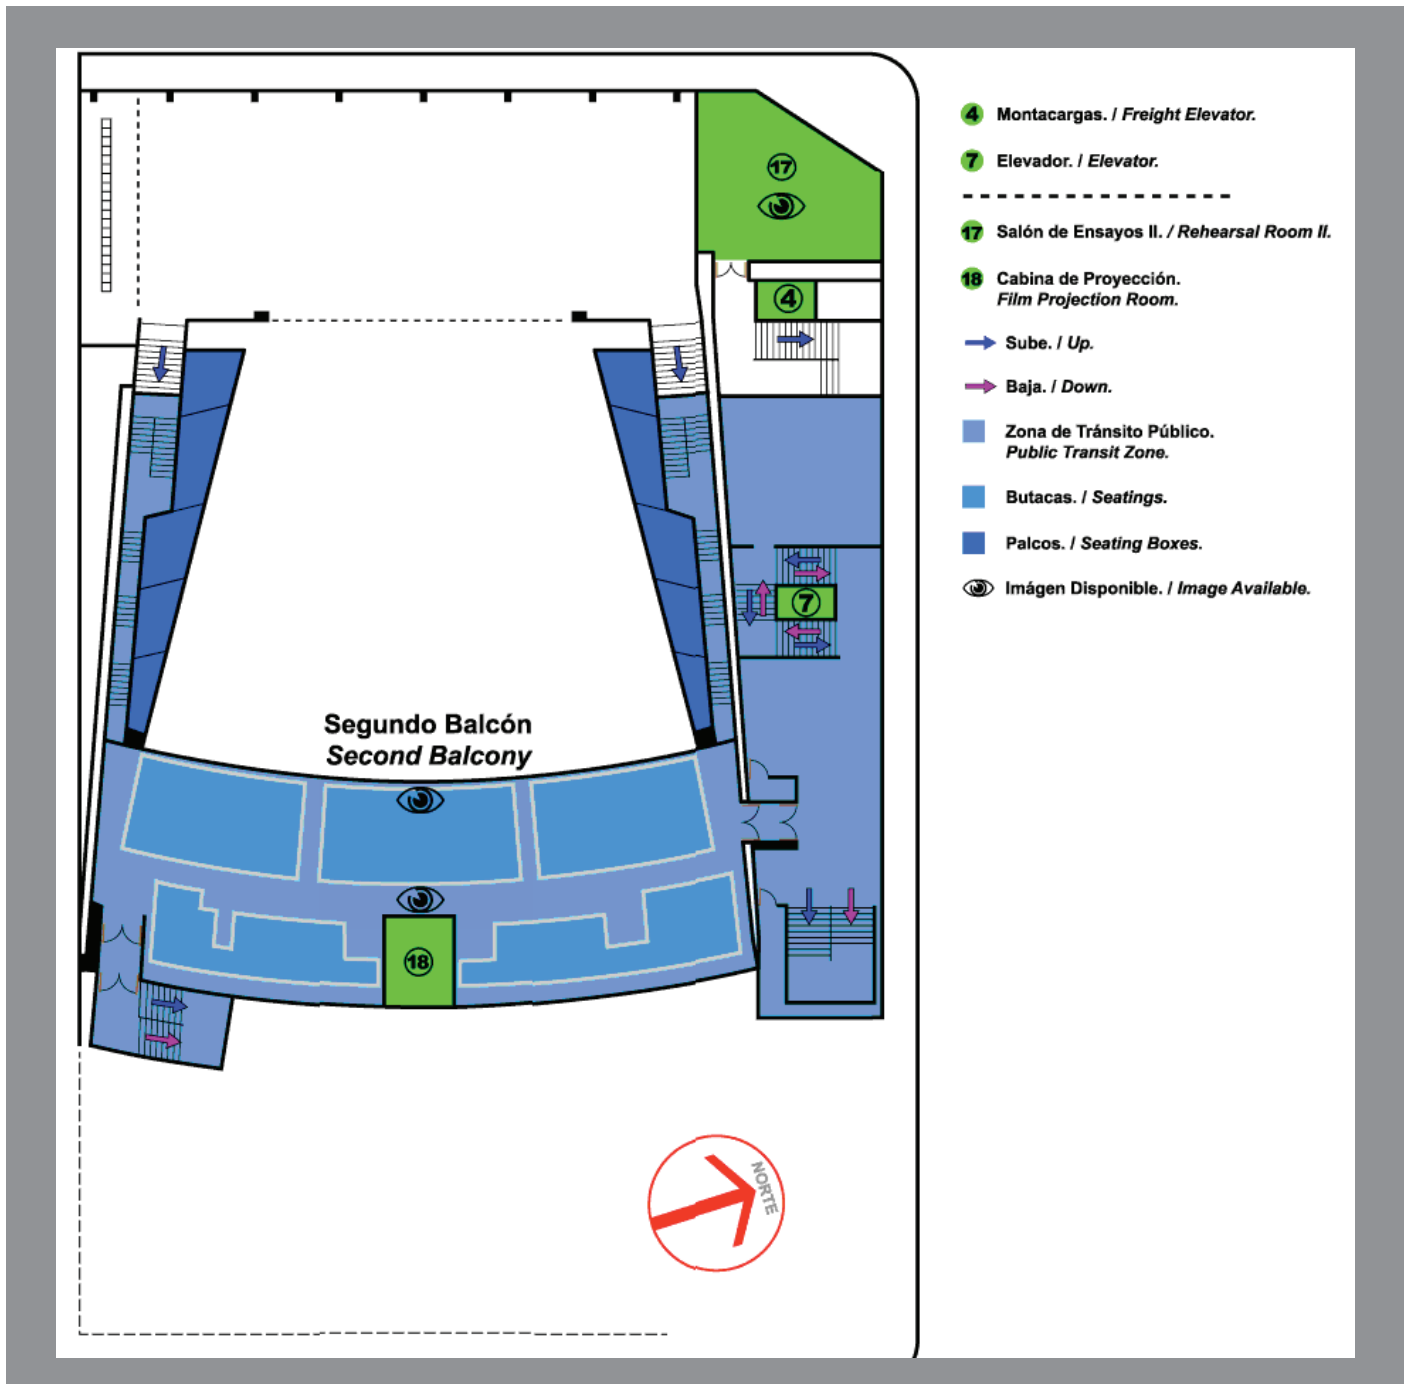 4 Montacargas. / Freight Elevator.
7 Elevador. / Elevator.
17 Salón de Ensayos II. / Rehearsal Room II.
18 Cabina de Proyección.
Film Projection Room.
Sube. / Up.
Baja. / Down.
Zona de Tránsito Público.
Public Transit Zone.
Butacas. / Seatings.
Palcos. / Seating Boxes.
Imágen Disponible. / Image Available.
17
4
7
Segundo Balcón
Second Balcony
18
NORTE